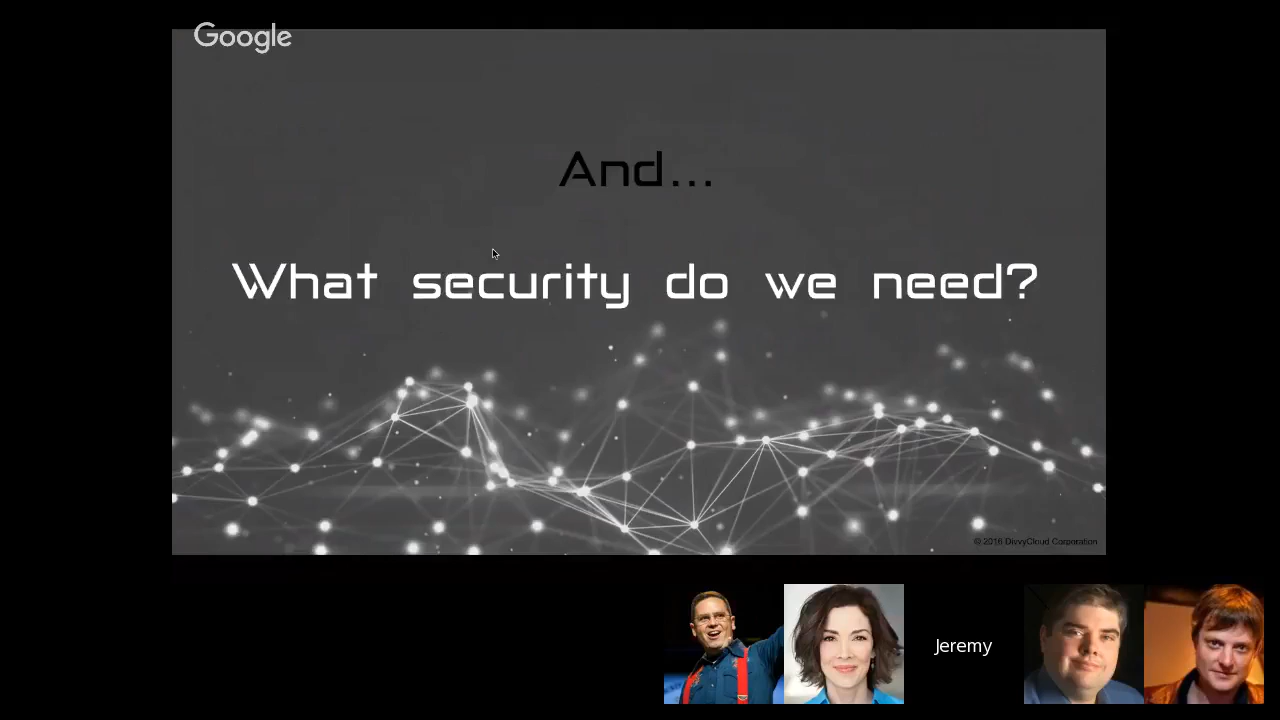 Google
And...
What security do we need?
© 2016 DivvyCloud Corporation
Jeremy